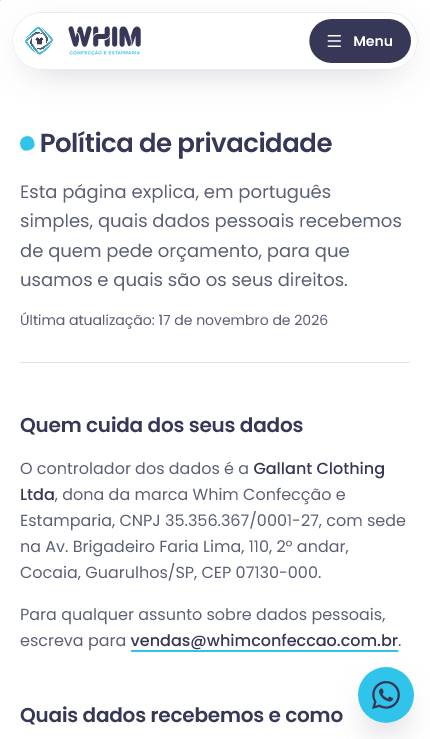 WHIM
CONFECÇÃO E ESTAMPARIA
Menu
Política de privacidade
Esta página explica, em português
simples, quais dados pessoais recebemos
de quem pede orçamento, para que
usamos e quais são os seus direitos.
Última atualização: 17 de novembro de 2026
Quem cuida dos seus dados
O controlador dos dados é a Gallant Clothing
Ltda, dona da marca Whim Confecção e
Estamparia, CNPJ 35.356.367/0001-27, com sede
na Av. Brigadeiro Faria Lima, 110, 2º andar,
Cocaia, Guarulhos/SP, CEP 07130-000.
Para qualquer assunto sobre dados pessoais,
escreva para vendas@whimconfeccao.com.br.
Quais dados recebemos e como